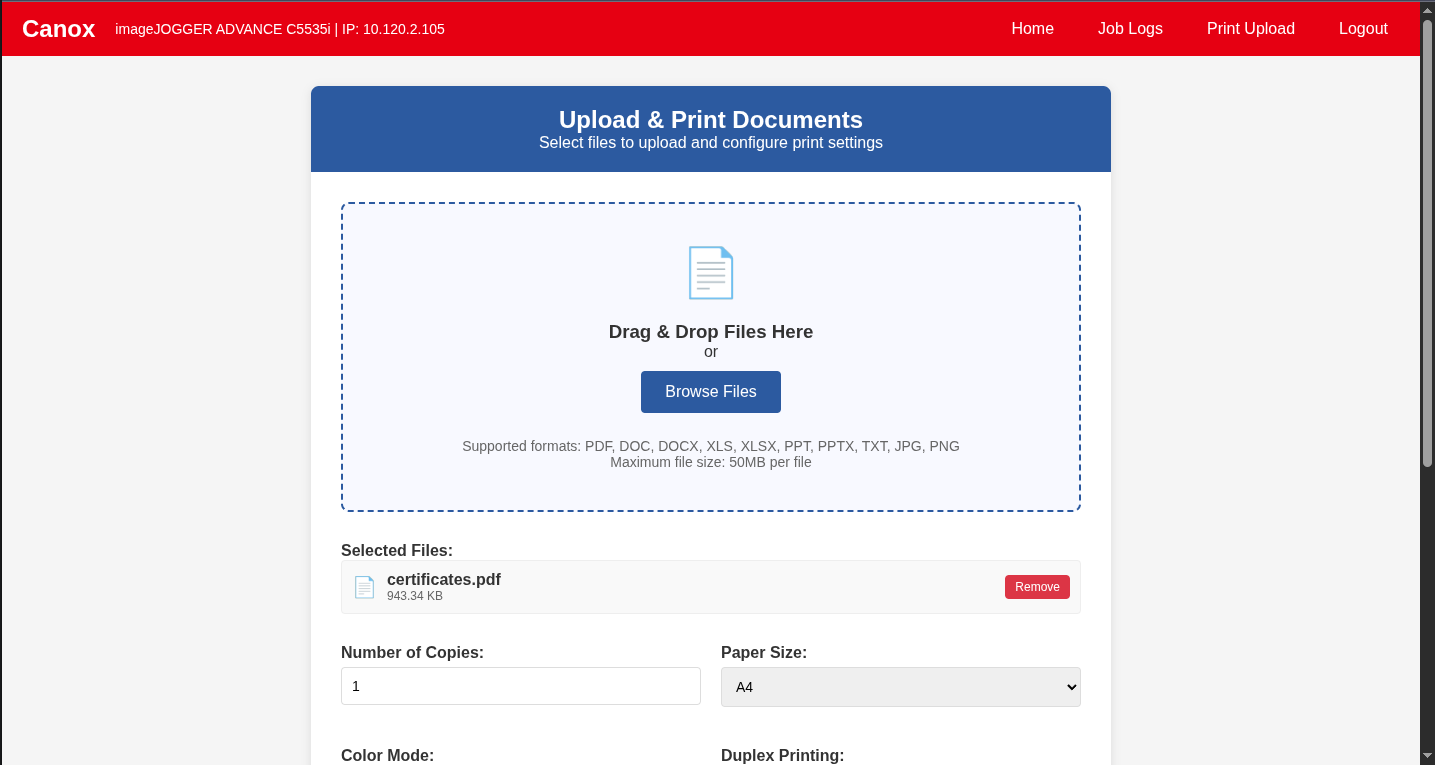 Canox imageJOGGER ADVANCE C5535i | IP: 10.120.2.105 Home Job Logs Print Upload Logout
Upload & Print Documents
Select files to upload and configure print settings
Drag & Drop Files Here
or
Browse Files
Supported formats: PDF, DOC, DOCX, XLS, XLSX, PPT, PPTX, TXT, JPG, PNG
Maximum file size: 50MB per file
Selected Files:
certificates.pdf
943.34 KB
Remove
Number of Copies: Paper Size:
1 A4
Color Mode: Duplex Printing: